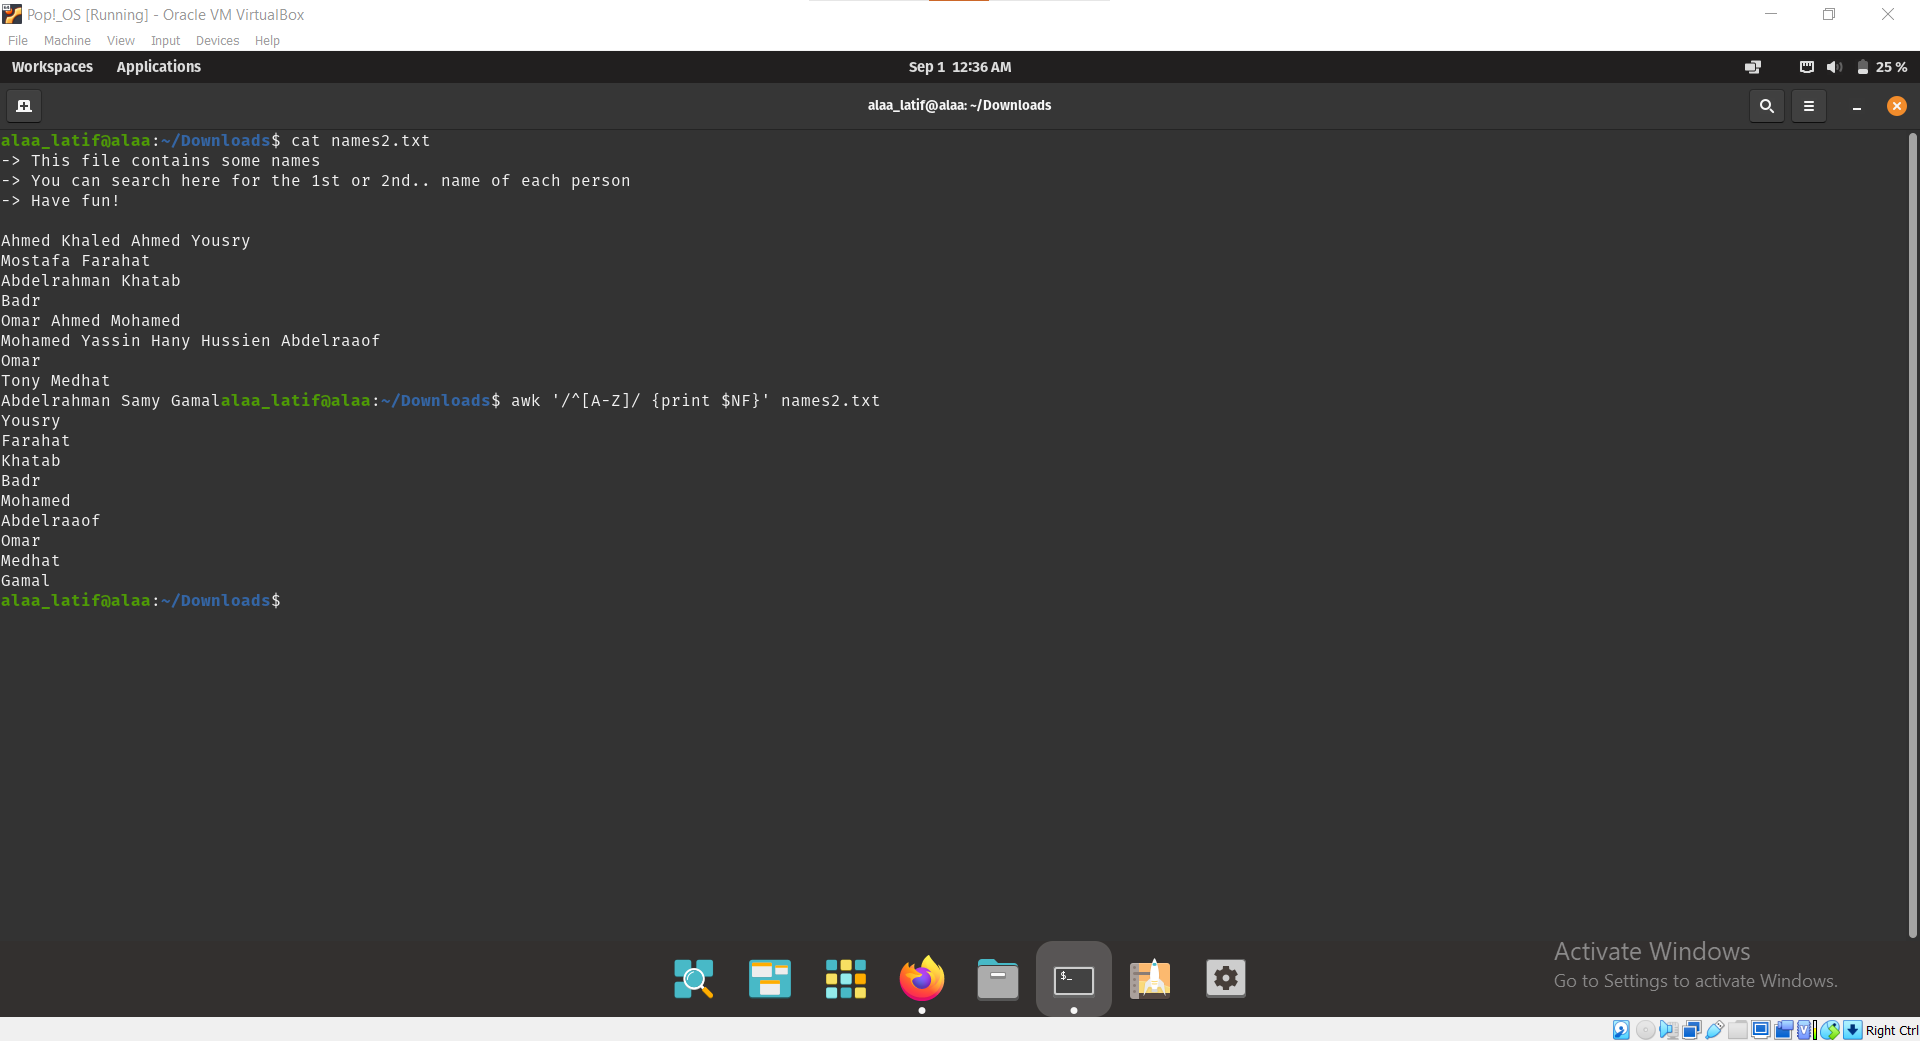 Pop!_OS [Running] - Oracle VM VirtualBox
File Machine View Input Devices Help
Workspaces Applications Sep 1 12:36 AM 25 %
alaa_latif@alaa: ~/Downloads
alaa_latif@alaa:~/Downloads$ cat names2.txt
-> This file contains some names
-> You can search here for the 1st or 2nd.. name of each person
-> Have fun!
Ahmed Khaled Ahmed Yousry
Mostafa Farahat
Abdelrahman Khatab
Badr
Omar Ahmed Mohamed
Mohamed Yassin Hany Hussien Abdelraaof
Omar
Tony Medhat
Abdelrahman Samy Gamalalaa_latif@alaa:~/Downloads$ awk '/^[A-Z]/ {print $NF}' names2.txt
Yousry
Farahat
Khatab
Badr
Mohamed
Abdelraaof
Omar
Medhat
Gamal
alaa_latif@alaa:~/Downloads$
$_
Activate Windows
Go to Settings to activate Windows.
Right Ctrl